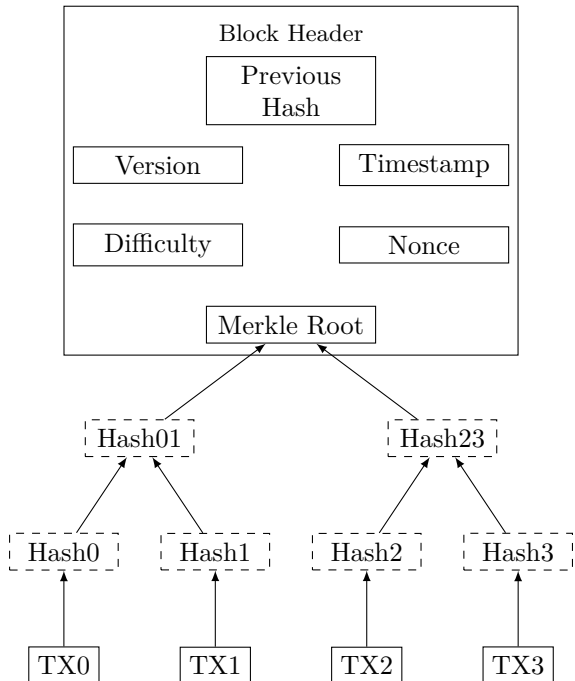 Block Header
Previous
Hash
Version
Timestamp
Difficulty
Nonce
Merkle Root
Hash01
Hash23
Hash0
Hash1
Hash2
Hash3
TX0
TX1
TX2
TX3